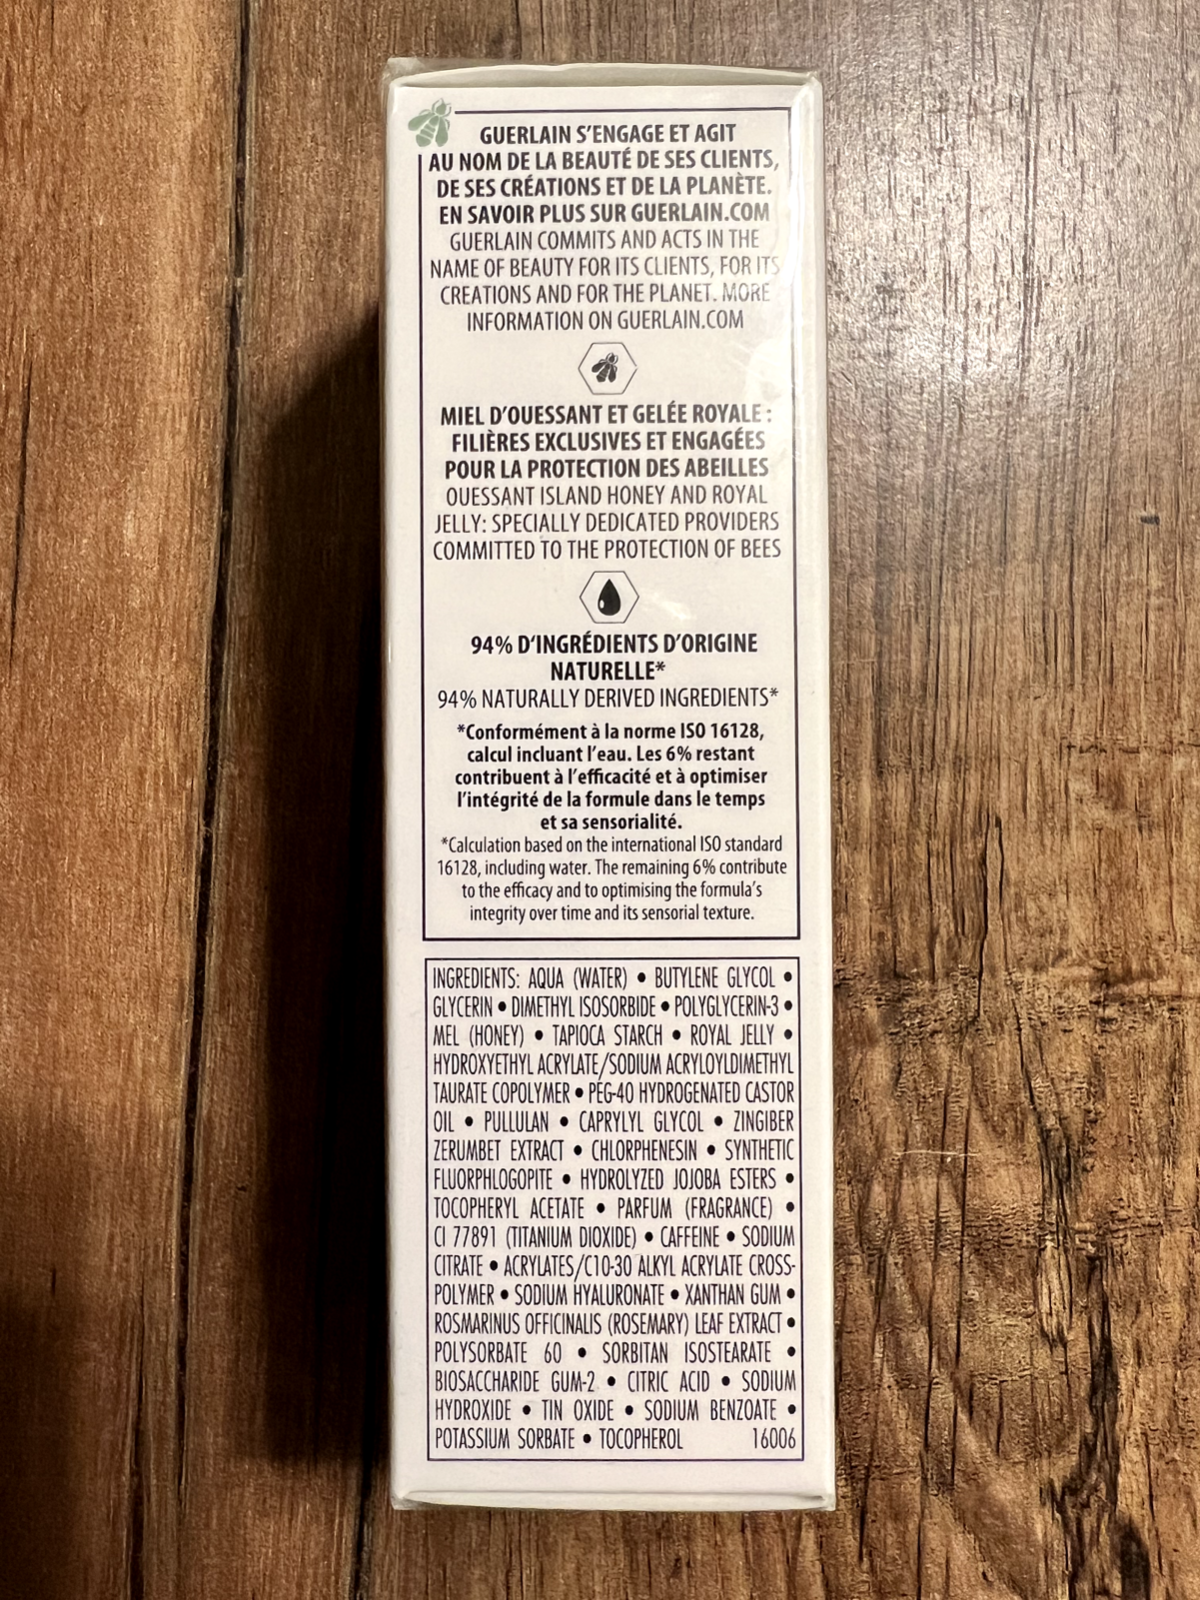 GUERLAIN S'ENGAGE ET AGIT
AU NOM DE LA BEAUTÉ DE SES CLIENTS,
DE SES CRÉATIONS ET DE LA PLANÈTE.
EN SAVOIR PLUS SUR GUERLAIN.COM
GUERLAIN COMMITS AND ACTS IN THE
NAME OF BEAUTY FOR ITS CLIENTS, FOR ITS
CREATIONS AND FOR THE PLANET. MORE
INFORMATION ON GUERLAIN.COM
MIEL D'OUESSANT ET GELÉE ROYALE :
FILIÈRES EXCLUSIVES ET ENGAGÉES
POUR LA PROTECTION DES ABEILLES
OUESSANT ISLAND HONEY AND ROYAL
JELLY: SPECIALLY DEDICATED PROVIDERS
COMMITTED TO THE PROTECTION OF BEES
94% D'INGRÉDIENTS D'ORIGINE
NATURELLE*
94% NATURALLY DERIVED INGREDIENTS*
*Conformément à la norme ISO 16128,
calcul incluant l'eau. Les 6% restant
contribuent à l'efficacité et à optimiser
l'intégrité de la formule dans le temps
et sa sensorialité.
*Calculation based on the international ISO standard
16128, including water. The remaining 6% contribute
to the efficacy and to optimising the formula's
integrity over time and its sensorial texture.
INGREDIENTS: AQUA (WATER) • BUTYLENE GLYCOL •
GLYCERIN • DIMETHYL ISOSORBIDE • POLYGLYCERIN-3 •
MEL (HONEY) • TAPIOCA STARCH • ROYAL JELLY •
HYDROXYETHYL ACRYLATE/SODIUM ACRYLOYLDIMETHYL
TAURATE COPOLYMER • PEG-40 HYDROGENATED CASTOR
OIL • PULLULAN • CAPRYLYL GLYCOL • ZINGIBER
ZERUMBET EXTRACT • CHLORPHENESIN • SYNTHETIC
FLUORPHLOGOPITE • HYDROLYZED JOJOBA ESTERS •
TOCOPHERYL ACETATE • PARFUM (FRAGRANCE) •
CI 77891 (TITANIUM DIOXIDE) • CAFFEINE • SODIUM
CITRATE • ACRYLATES/C10-30 ALKYL ACRYLATE CROSS-
POLYMER • SODIUM HYALURONATE • XANTHAN GUM •
ROSMARINUS OFFICINALIS (ROSEMARY) LEAF EXTRACT •
POLYSORBATE 60 • SORBITAN ISOSTEARATE •
BIOSACCHARIDE GUM-2 • CITRIC ACID • SODIUM
HYDROXIDE • TIN OXIDE • SODIUM BENZOATE •
POTASSIUM SORBATE • TOCOPHEROL 16006